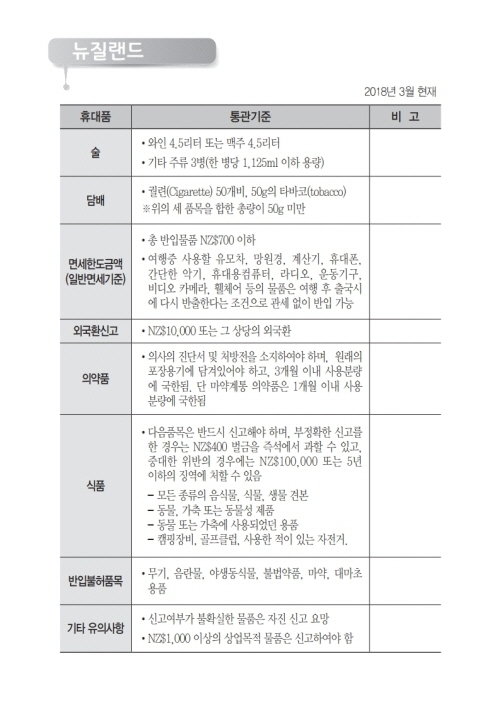 뉴질랜드
2018년 3월 현재
휴대품 통관기준 비 고
술
• 와인 4.5리터 또는 맥주 4.5리터
• 기타 주류 3병(한 병당 1,125ml 이하 용량)
담배
• 궐련(Cigarette) 50개비, 50g의 타바코(tobacco)
※위의 세 품목을 합한 총량이 50g 미만
면세한도금액
(일반면세기준)
• 총 반입물품 NZ$700 이하
• 여행중 사용할 유모차, 망원경, 계산기, 휴대폰,
간단한 악기, 휴대용컴퓨터, 라디오, 운동기구,
비디오 카메라, 휠체어 등의 물품은 여행 후 출국시
에 다시 반출한다는 조건으로 관세 없이 반입 가능
외국환신고
• NZ$10,000 또는 그 상당의 외국환
의약품
• 의사의 진단서 및 처방전을 소지하여야 하며, 원래의
포장용기에 담겨있어야 하고, 3개월 이내 사용분량
에 국한됨. 단 마약계통 의약품은 1개월 이내 사용
분량에 국한됨
식품
• 다음품목은 반드시 신고해야 하며, 부정확한 신고를
한 경우는 NZ$400 벌금을 즉석에서 과할 수 있고,
중대한 위반의 경우에는 NZ$100,000 또는 5년
이하의 징역에 처할 수 있음
– 모든 종류의 음식물, 식물, 생물 견본
– 동물, 가축 또는 동물성 제품
– 동물 또는 가축에 사용되었던 용품
– 캠핑장비, 골프클럽, 사용한 적이 있는 자전거.
반입불허품목
• 무기, 음란물, 야생동식물, 불법약품, 마약, 대마초
용품
기타 유의사항
• 신고여부가 불확실한 물품은 자진 신고 요망
• NZ$1,000 이상의 상업목적 물품은 신고하여야 함